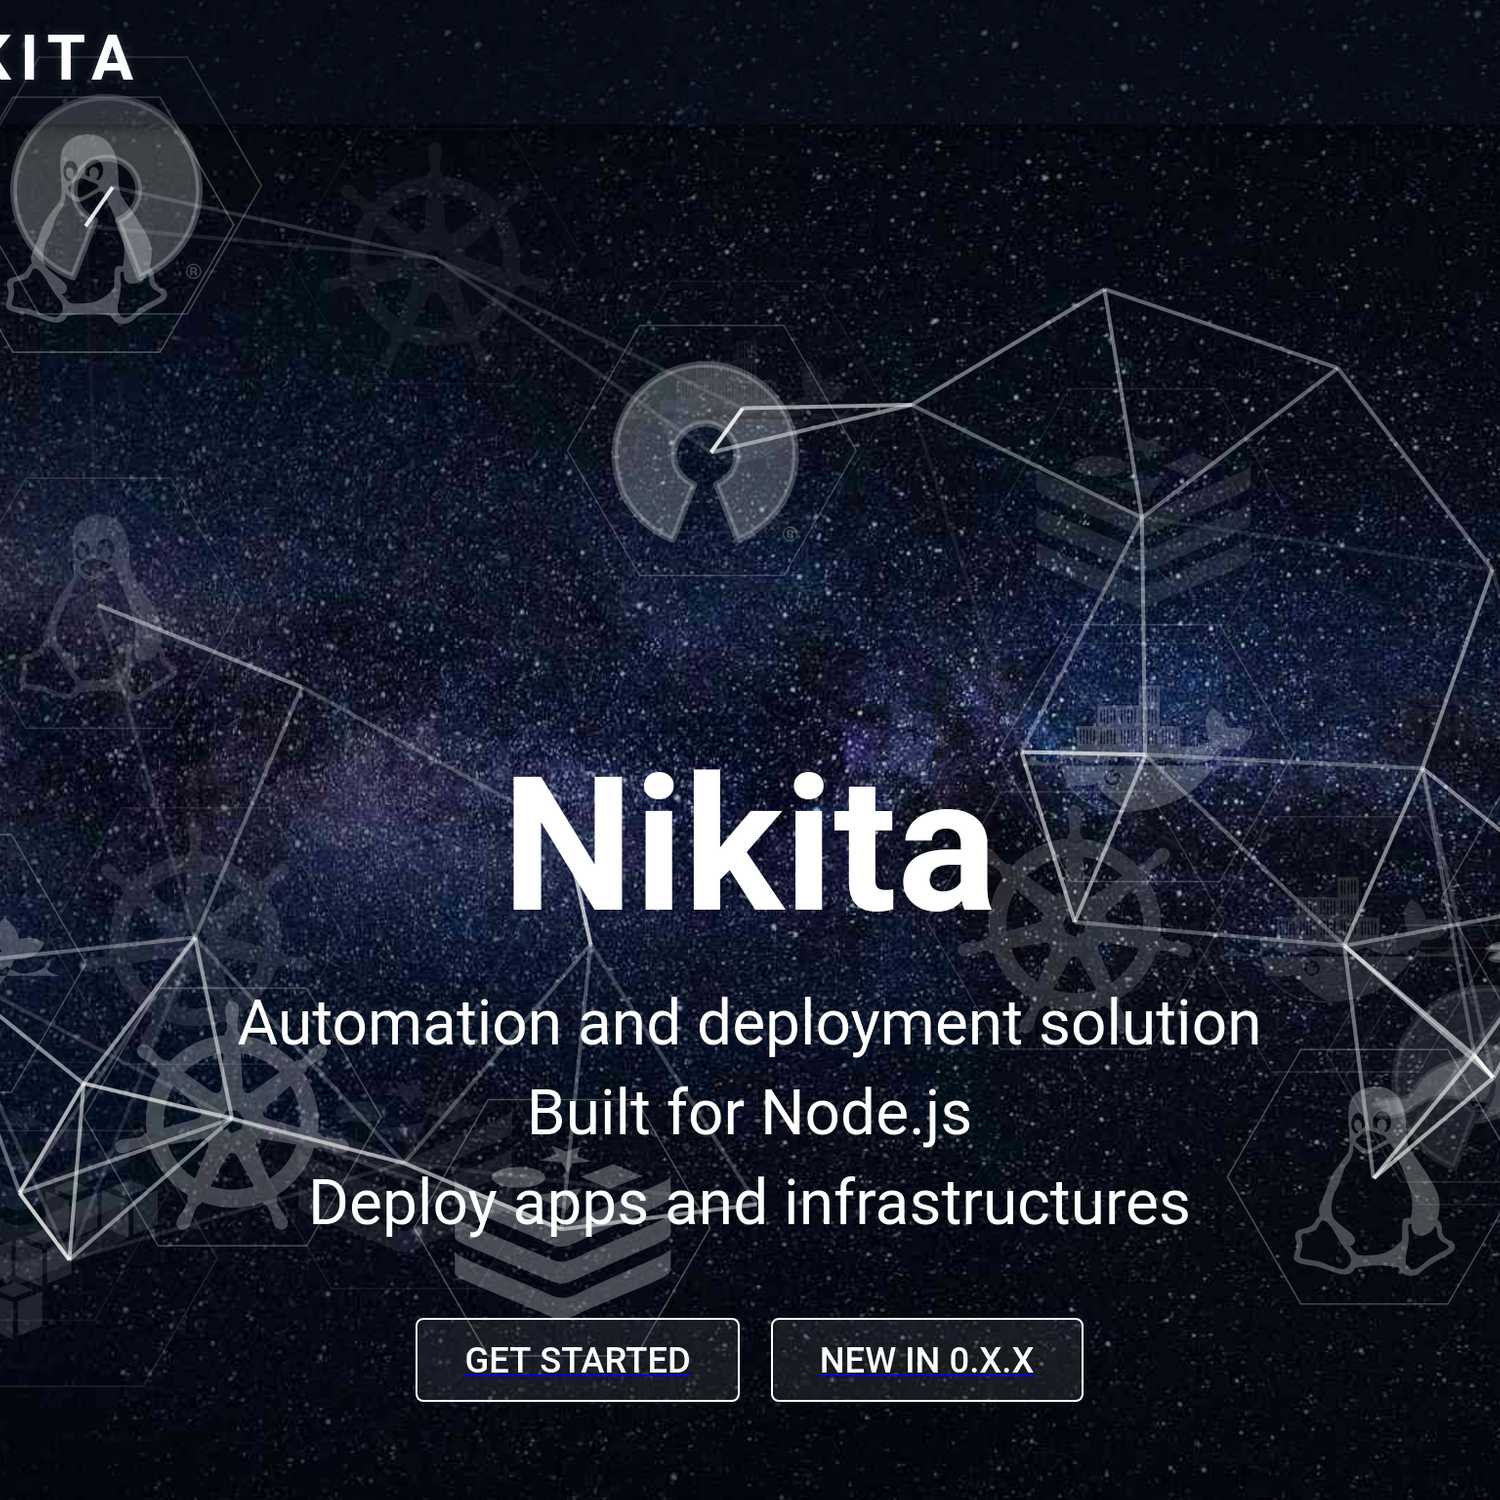 KITA
Nikita
Automation and deployment solution
Built for Node.js
Deploy apps and infrastructures
GET STARTED
NEW IN 0.X.X